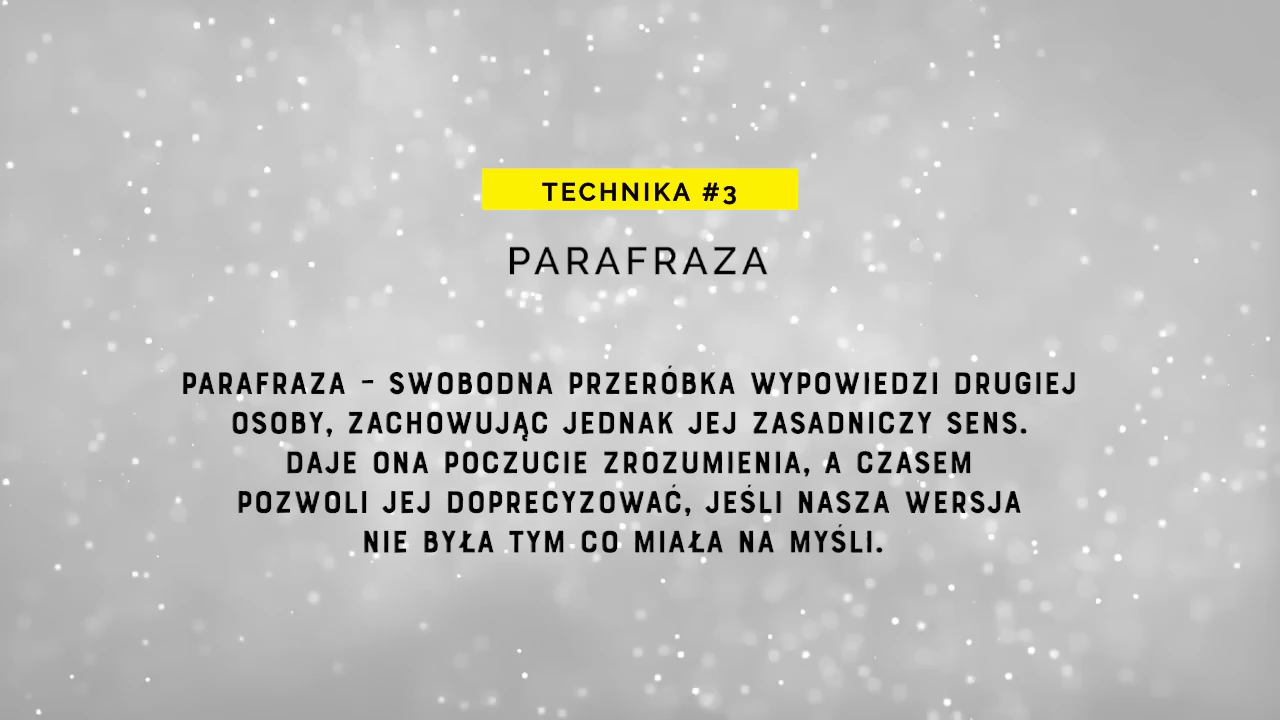 TECHNIKA #3
PARAFRAZA
PARAFRAZA – SWOBODNA PRZERÓBKA WYPOWIEDZI DRUGIEJ
OSOBY, ZACHOWUJĄC JEDNAK JEJ ZASADNICZY SENS.
DAJE ONA POCZUCIE ZROZUMIENIA, A CZASEM
POZWOLI JEJ DOPRECYZOWAĆ, JEŚLI NASZA WERSJA
NIE BYŁA TYM CO MIAŁA NA MYŚLI.